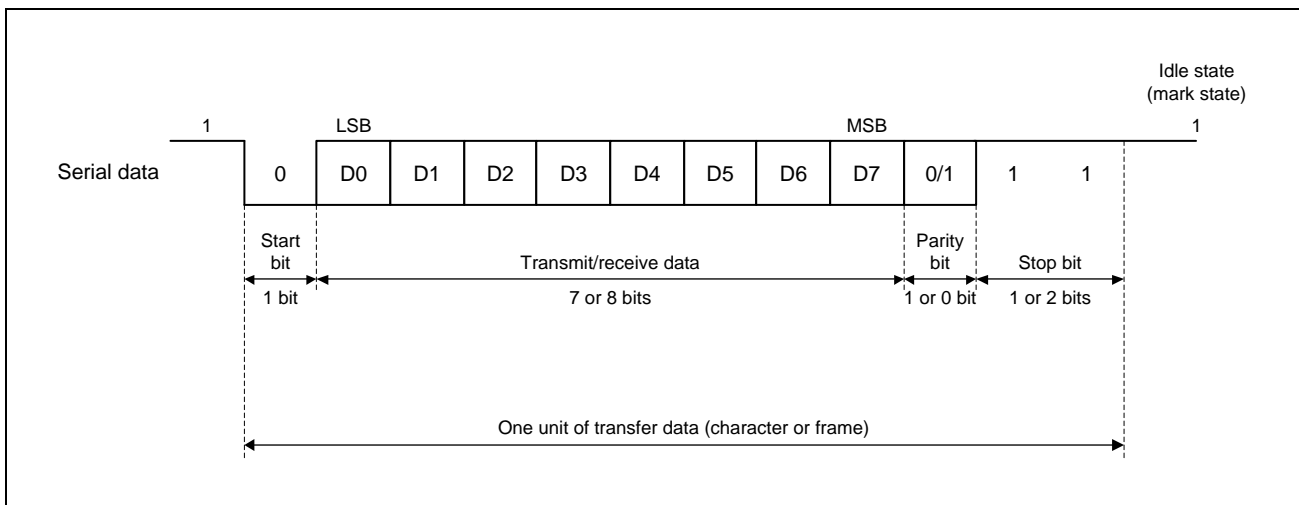 Idle state
(mark state)
1 LSB MSB 1
Serial data 0 D0 D1 D2 D3 D4 D5 D6 D7 0/1 1 1
Start
bit
Transmit/receive data
Parity
bit
Stop bit
1 bit 7 or 8 bits 1 or 0 bit 1 or 2 bits
One unit of transfer data (character or frame)